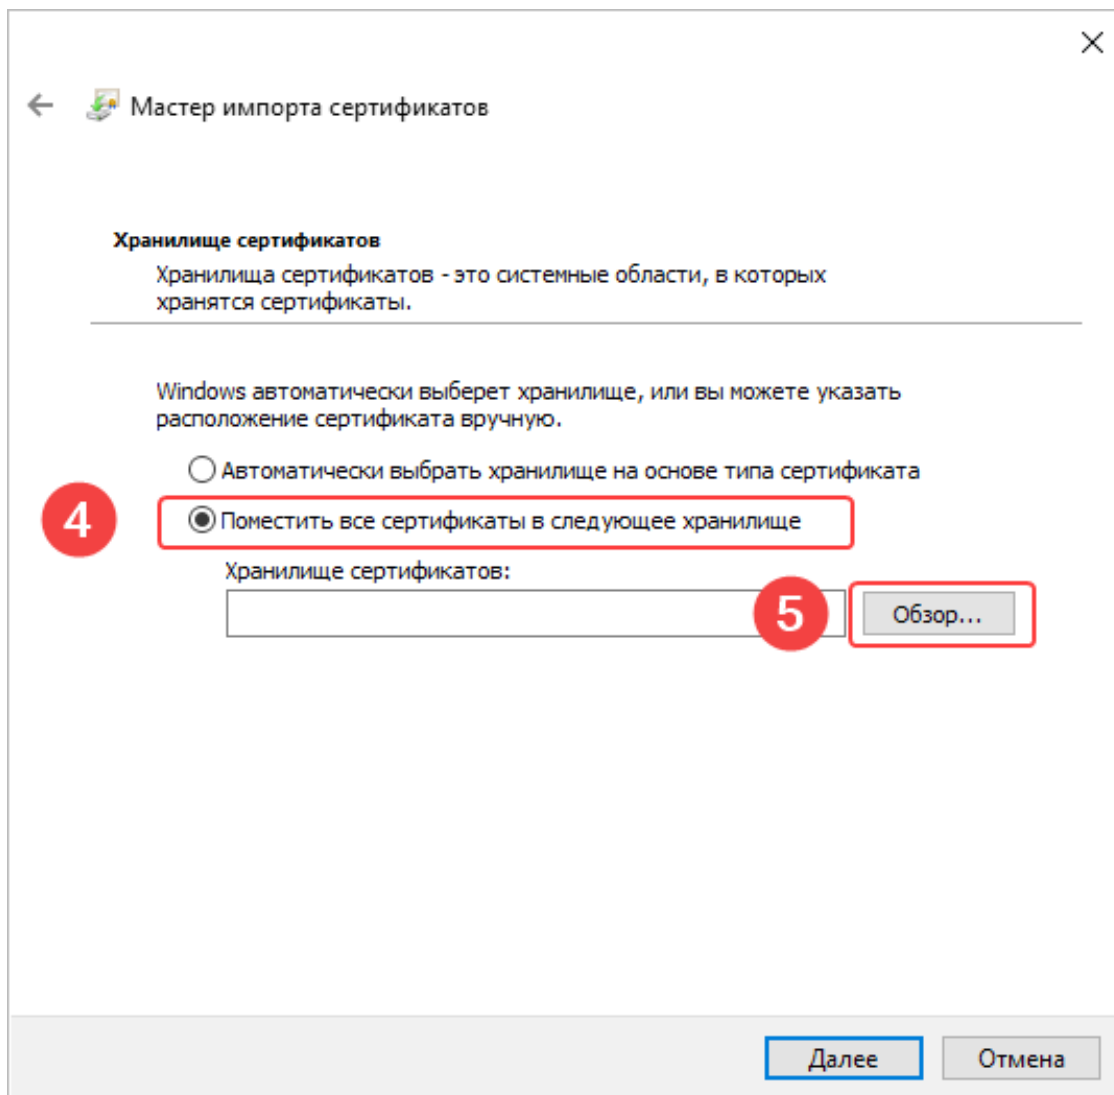 Мастер импорта сертификатов
Хранилище сертификатов
Хранилища сертификатов - это системные области, в которых
хранятся сертификаты.
Windows автоматически выберет хранилище, или вы можете указать
расположение сертификата вручную.
Автоматически выбрать хранилище на основе типа сертификата
4 Поместить все сертификаты в следующее хранилище
Хранилище сертификатов:
5 Обзор...
Далее Отмена